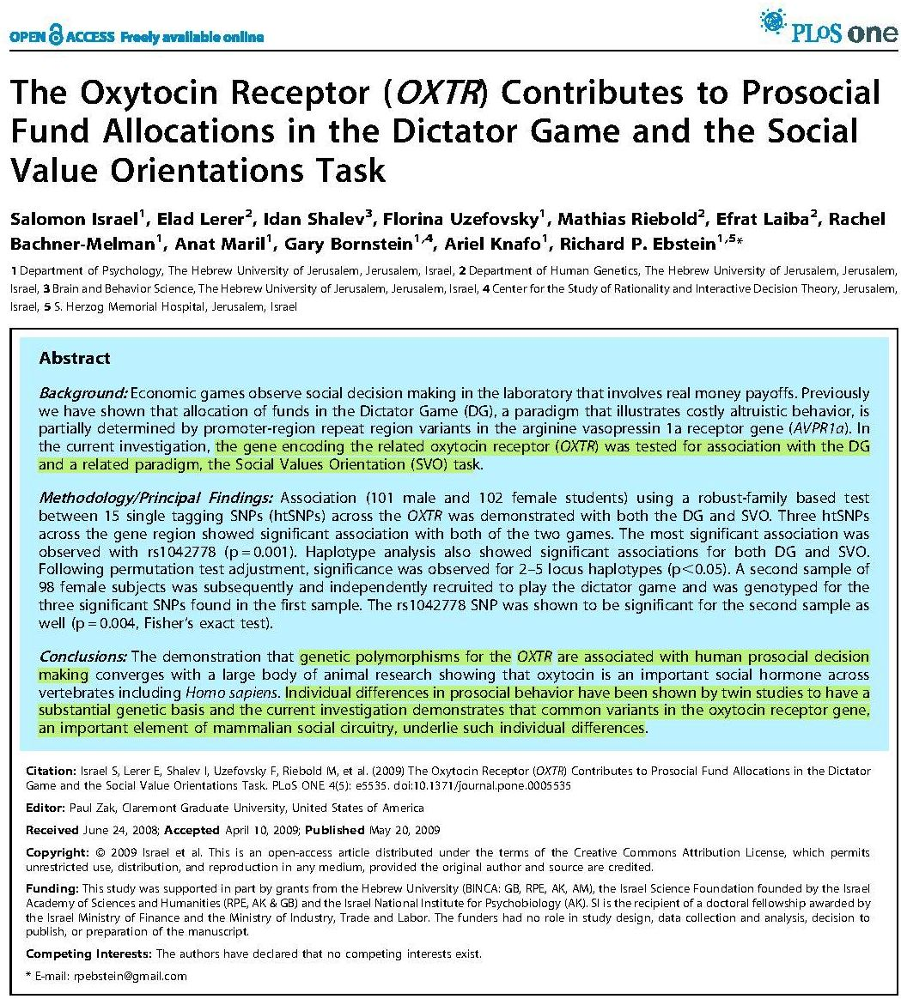 OPEN ACCESS Freely available online
PLoS one
The Oxytocin Receptor (OXTR) Contributes to Prosocial
Fund Allocations in the Dictator Game and the Social
Value Orientations Task
Salomon Israel1, Elad Lerer2, Idan Shalev3, Florina Uzefovsky1, Mathias Riebold2, Efrat Laiba2, Rachel
Bachner-Melman1, Anat Maril1, Gary Bornstein1,4, Ariel Knafo1, Richard P. Ebstein1,5*
1 Department of Psychology, The Hebrew University of Jerusalem, Jerusalem, Israel, 2 Department of Human Genetics, The Hebrew University of Jerusalem, Jerusalem,
Israel, 3 Brain and Behavior Science, The Hebrew University of Jerusalem, Jerusalem, Israel, 4 Center for the Study of Rationality and Interactive Decision Theory, Jerusalem,
Israel, 5 S. Herzog Memorial Hospital, Jerusalem, Israel
Abstract
Background: Economic games observe social decision making in the laboratory that involves real money payoffs. Previously
we have shown that allocation of funds in the Dictator Game (DG), a paradigm that illustrates costly altruistic behavior, is
partially determined by promoter-region repeat region variants in the arginine vasopressin 1a receptor gene (AVPR1a). In
the current investigation, the gene encoding the related oxytocin receptor (OXTR) was tested for association with the DG
and a related paradigm, the Social Values Orientation (SVO) task.
Methodology/Principal Findings: Association (101 male and 102 female students) using a robust-family based test
between 15 single tagging SNPs (htSNPs) across the OXTR was demonstrated with both the DG and SVO. Three htSNPs
across the gene region showed significant association with both of the two games. The most significant association was
observed with rs1042778 (p = 0.001). Haplotype analysis also showed significant associations for both DG and SVO.
Following permutation test adjustment, significance was observed for 2–5 locus haplotypes (p<0.05). A second sample of
98 female subjects was subsequently and independently recruited to play the dictator game and was genotyped for the
three significant SNPs found in the first sample. The rs1042778 SNP was shown to be significant for the second sample as
well (p = 0.004, Fisher's exact test).
Conclusions: The demonstration that genetic polymorphisms for the OXTR are associated with human prosocial decision
making converges with a large body of animal research showing that oxytocin is an important social hormone across
vertebrates including Homo sapiens. Individual differences in prosocial behavior have been shown by twin studies to have a
substantial genetic basis and the current investigation demonstrates that common variants in the oxytocin receptor gene,
an important element of mammalian social circuitry, underlie such individual differences.
Citation: Israel S, Lerer E, Shalev I, Uzefovsky F, Riebold M, et al. (2009) The Oxytocin Receptor (OXTR) Contributes to Prosocial Fund Allocations in the Dictator
Game and the Social Value Orientations Task. PLoS ONE 4(5): e5535. doi:10.1371/journal.pone.0005535
Editor: Paul Zak, Claremont Graduate University, United States of America
Received June 24, 2008; Accepted April 10, 2009; Published May 20, 2009
Copyright: © 2009 Israel et al. This is an open-access article distributed under the terms of the Creative Commons Attribution License, which permits
unrestricted use, distribution, and reproduction in any medium, provided the original author and source are credited.
Funding: This study was supported in part by grants from the Hebrew University (BINCA: GB, RPE, AK, AM), the Israel Science Foundation founded by the Israel
Academy of Sciences and Humanities (RPE, AK & GB) and the Israel National Institute for Psychobiology (AK). SI is the recipient of a doctoral fellowship awarded by
the Israel Ministry of Finance and the Ministry of Industry, Trade and Labor. The funders had no role in study design, data collection and analysis, decision to
publish, or preparation of the manuscript.
Competing Interests: The authors have declared that no competing interests exist.
* E-mail: rpebstein@gmail.com